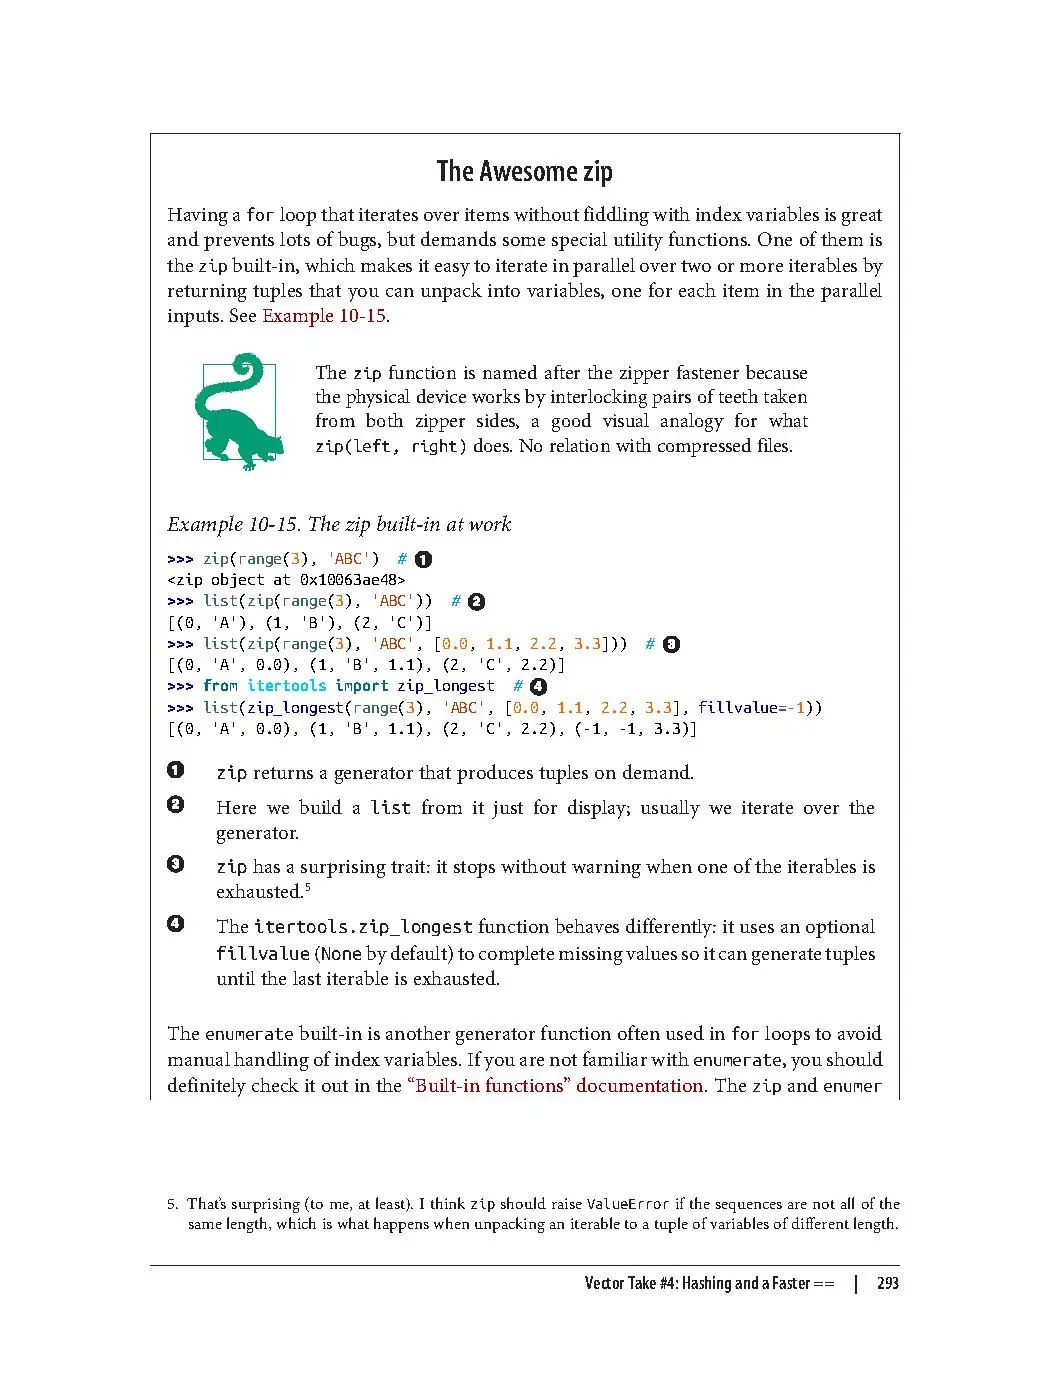 The Awesome zip
Having a for loop that iterates over items without fiddling with index variables is great
and prevents lots of bugs, but demands some special utility functions. One of them is
the zip built-in, which makes it easy to iterate in parallel over two or more iterables by
returning tuples that you can unpack into variables, one for each item in the parallel
inputs. See Example 10-15.
The zip function is named after the zipper fastener because
the physical device works by interlocking pairs of teeth taken
from both zipper sides, a good visual analogy for what
zip(left, right) does. No relation with compressed files.
Example 10-15. The zip built-in at work
>>> zip(range(3), 'ABC')  # ❶
<zip object at 0x10063ae48>
>>> list(zip(range(3), 'ABC'))  # ❷
[(0, 'A'), (1, 'B'), (2, 'C')]
>>> list(zip(range(3), 'ABC', [0.0, 1.1, 2.2, 3.3]))  # ❸
[(0, 'A', 0.0), (1, 'B', 1.1), (2, 'C', 2.2)]
>>> from itertools import zip_longest  # ❹
>>> list(zip_longest(range(3), 'ABC', [0.0, 1.1, 2.2, 3.3], fillvalue=-1))
[(0, 'A', 0.0), (1, 'B', 1.1), (2, 'C', 2.2), (-1, -1, 3.3)]
❶ zip returns a generator that produces tuples on demand.
❷ Here we build a list from it just for display; usually we iterate over the
generator.
❸ zip has a surprising trait: it stops without warning when one of the iterables is
exhausted.5
❹ The itertools.zip_longest function behaves differently: it uses an optional
fillvalue (None by default) to complete missing values so it can generate tuples
until the last iterable is exhausted.
The enumerate built-in is another generator function often used in for loops to avoid
manual handling of index variables. If you are not familiar with enumerate, you should
definitely check it out in the “Built-in functions” documentation. The zip and enumer
5. That’s surprising (to me, at least). I think zip should raise ValueError if the sequences are not all of the
same length, which is what happens when unpacking an iterable to a tuple of variables of different length.
Vector Take #4: Hashing and a Faster == | 293